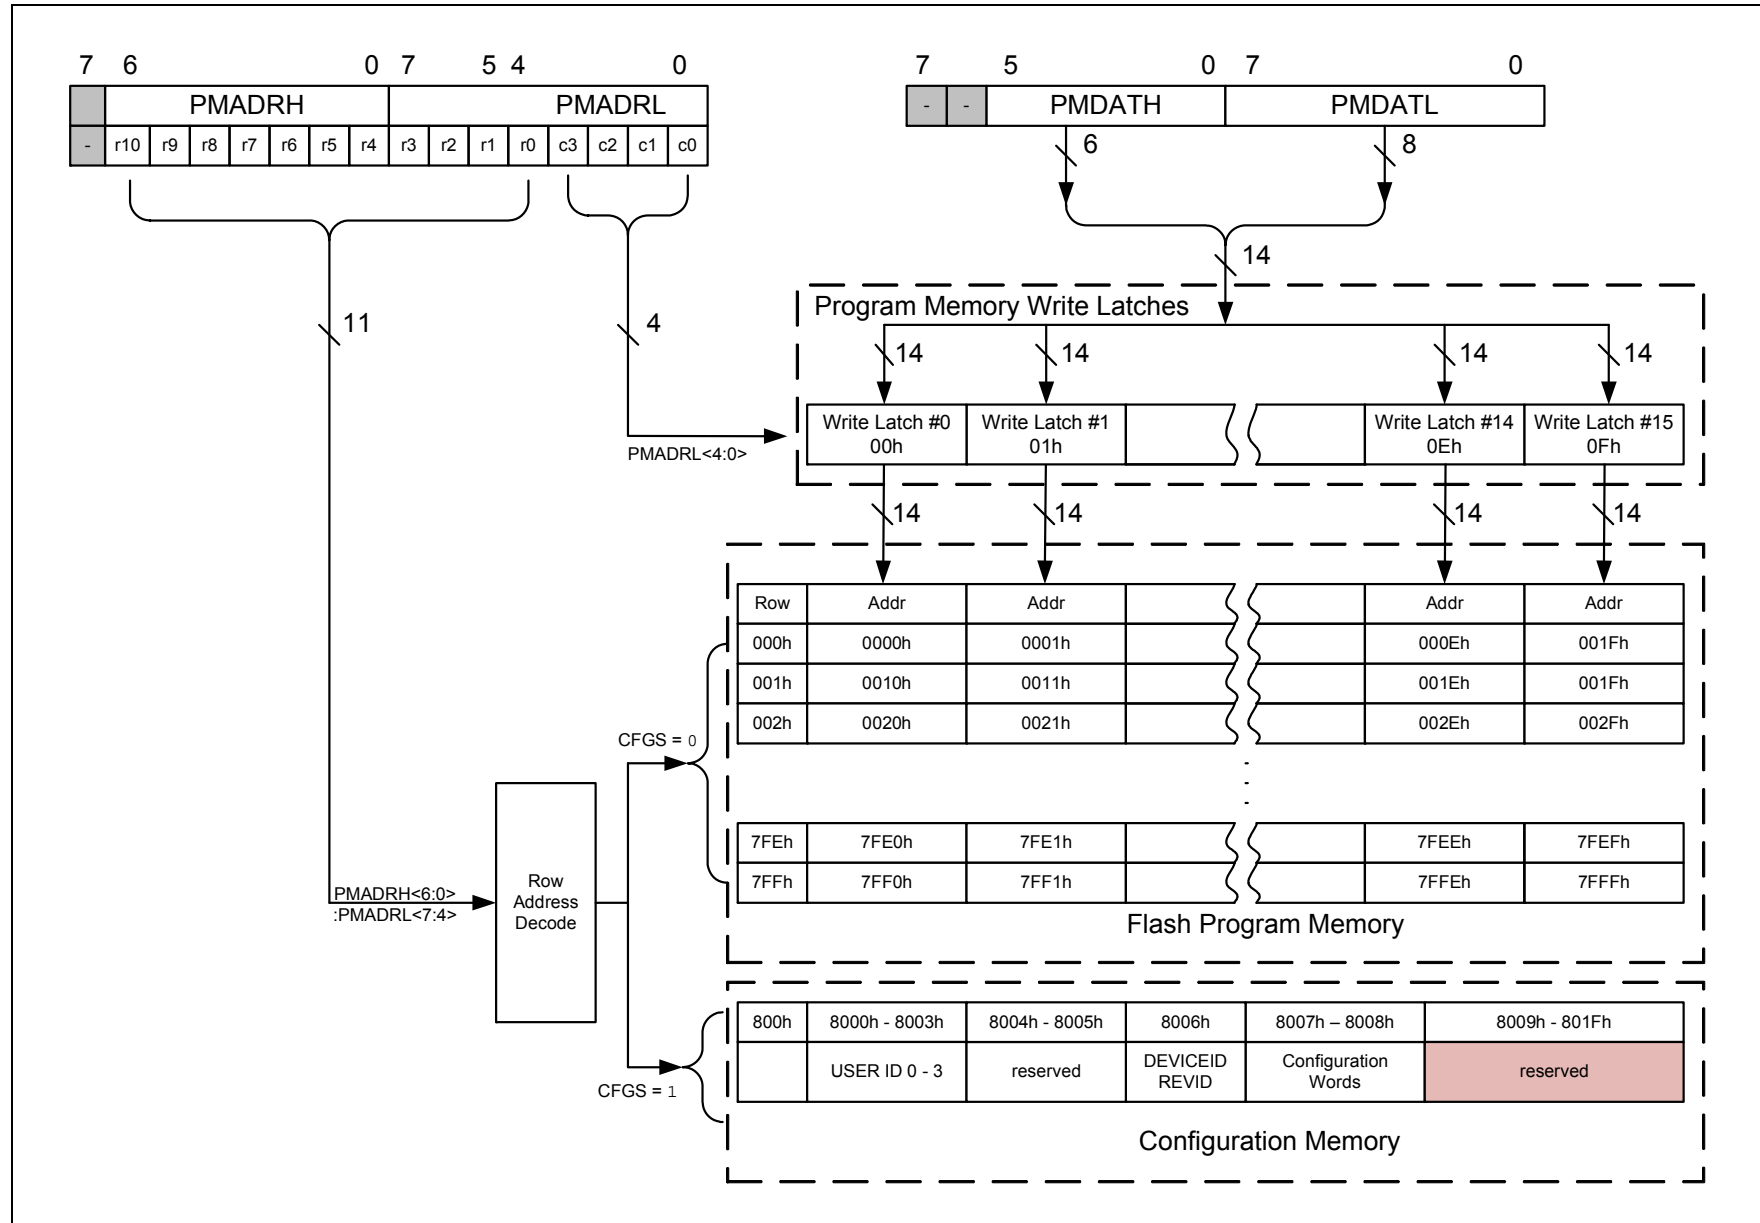 7 6 0 7 5 4 0
7 5 0 7 0
PMADRH PMADRL
- - PMDATH PMDATL
- r10 r9 r8 r7 r6 r5 r4 r3 r2 r1 r0 c3 c2 c1 c0
6 8
14
Program Memory Write Latches
11 4
14 14 14 14
Write Latch #0 Write Latch #1 Write Latch #14 Write Latch #15
00h 01h 0Eh 0Fh
PMADRL<4:0>
14 14 14 14
Row Addr Addr Addr Addr
000h 0000h 0001h 000Eh 001Fh
001h 0010h 0011h 001Eh 001Fh
002h 0020h 0021h 002Eh 002Fh
CFGS = 0
7FEh 7FE0h 7FE1h 7FEEh 7FEFh
7FFh 7FF0h 7FF1h 7FFEh 7FFFh
PMADRH<6:0>
:PMADRL<7:4>
Row
Address
Decode
Flash Program Memory
800h 8000h - 8003h 8004h - 8005h 8006h 8007h – 8008h 8009h - 801Fh
USER ID 0 - 3 reserved DEVICEID REVID Configuration Words reserved
CFGS = 1
Configuration Memory